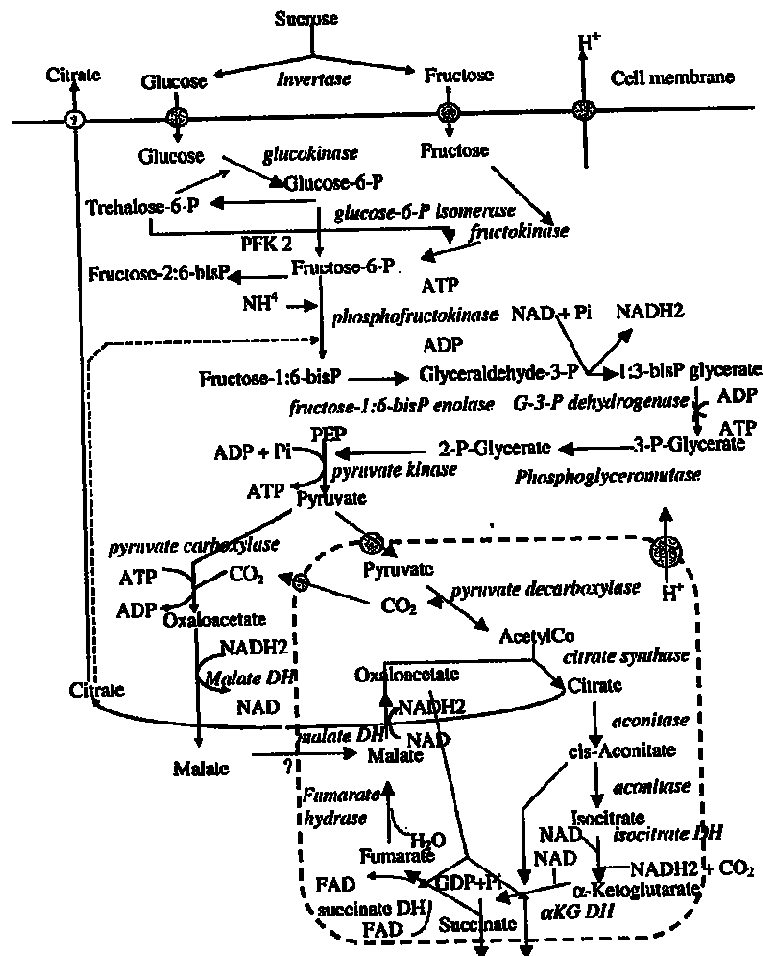 Sucrose
H⁺
Citrate
Glucose
Invertase
Fructose
Cell membrane
Glucose
glucokinase
Fructose
Glucose-6-P
Trehalose-6-P
glucose-6-P isomerase
fructokinase
PFK 2
Fructose-2:6-bisP
Fructose-6-P
ATP
NH⁴
phosphofructokinase
NAD + Pi
NADH2
ADP
Fructose-1:6-bisP
Glyceraldehyde-3-P
1:3-bisP glycerate
fructose-1:6-bisP enolase
G-3-P dehydrogenase
ADP
ATP
PEP
ADP + Pi
2-P-Glycerate
3-P-Glycerate
pyruvate kinase
Phosphoglyceromutase
ATP
Pyruvate
pyruvate carboxylase
Pyruvate
ATP
CO₂
pyruvate decarboxylase
H⁺
ADP
CO₂
Oxaloacetate
AcetylCo
NADH2
citrate synthase
Malate DH
Oxaloacetate
Citrate
Citrate
NAD
NADH2
aconitase
malate DH
NAD
Malate
?
Malate
cis-Aconitate
aconitase
Fumarate
hydrase
Isocitrate
NAD
isocitrate DH
H₂O
Fumarate
NAD
NADH2 + CO₂
FAD
GDP+Pi
α-Ketoglutarate
succinate DH
αKG DH
FAD
Succinate